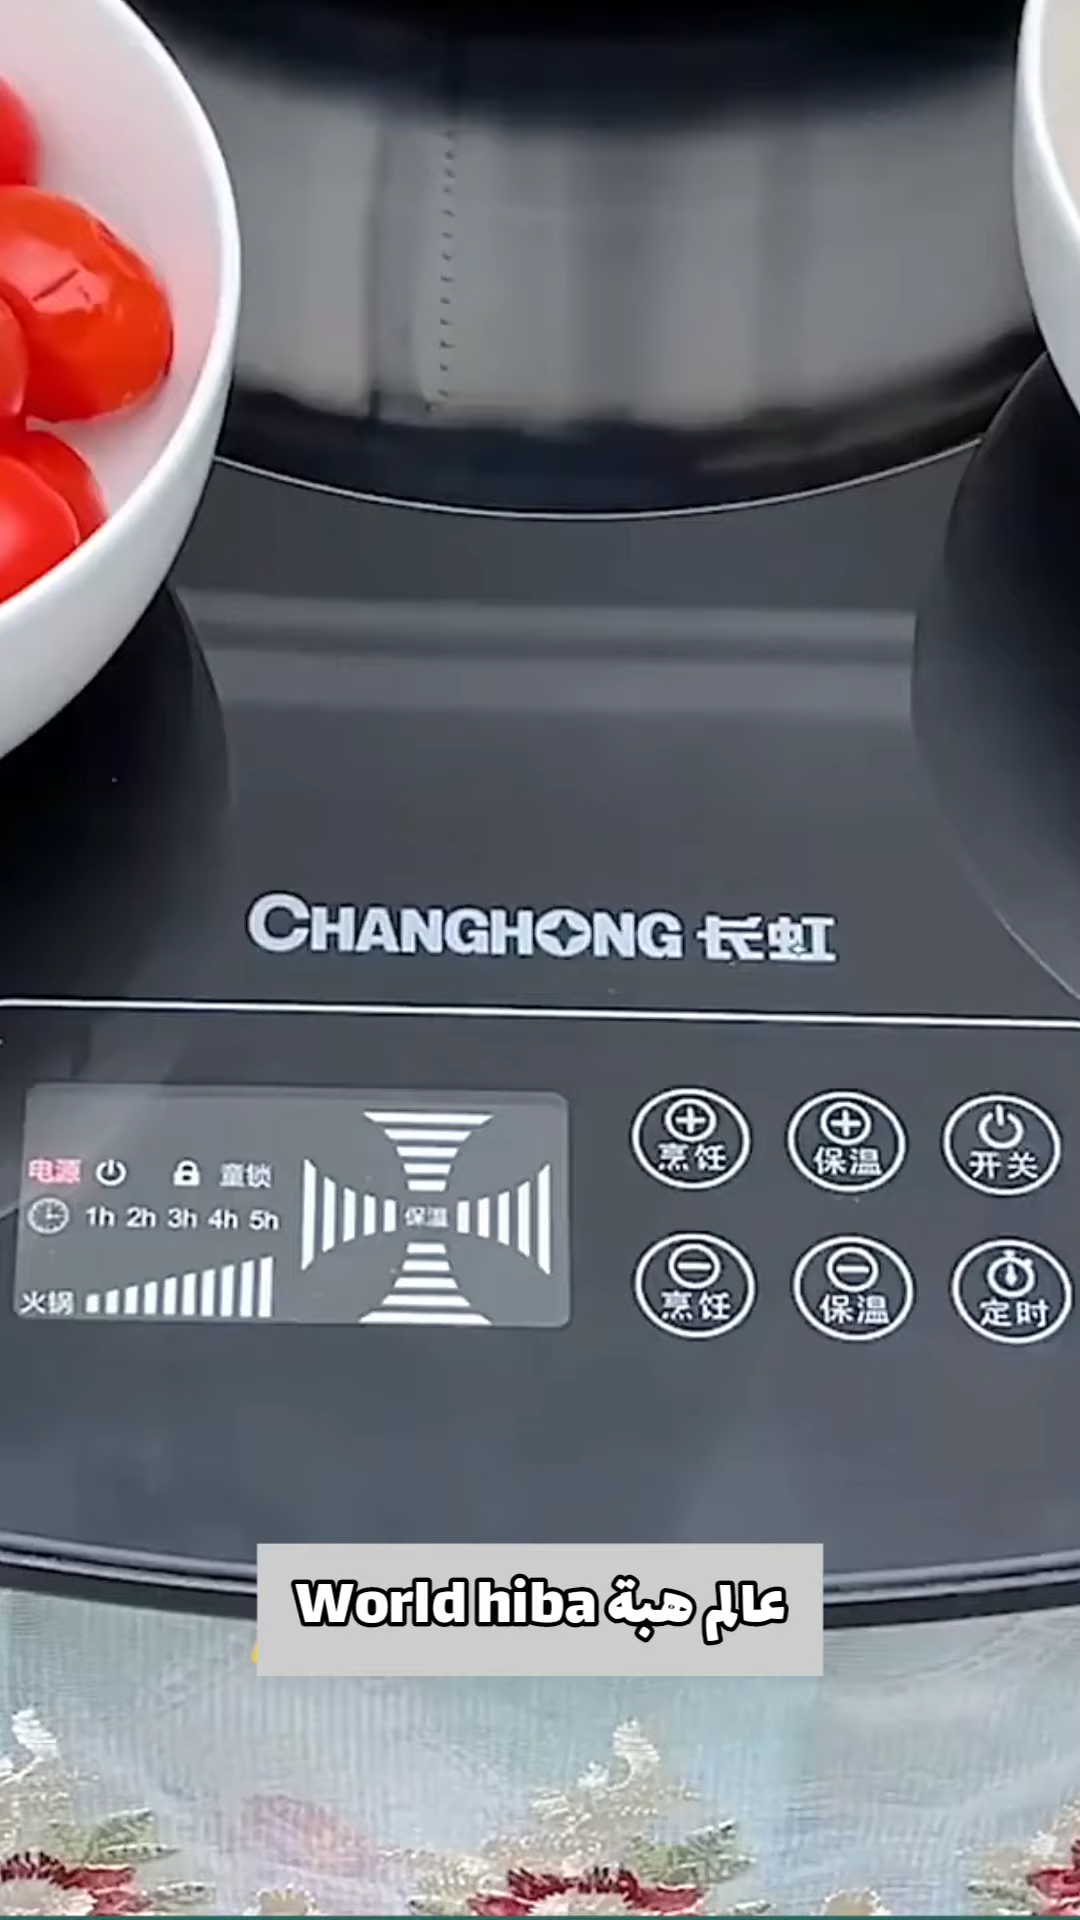 CHANGHONG 长虹
电源 童锁
1h 2h 3h 4h 5h
保温
火锅
烹饪 保温 开关
烹饪 保温 定时
World hiba عالم هبة